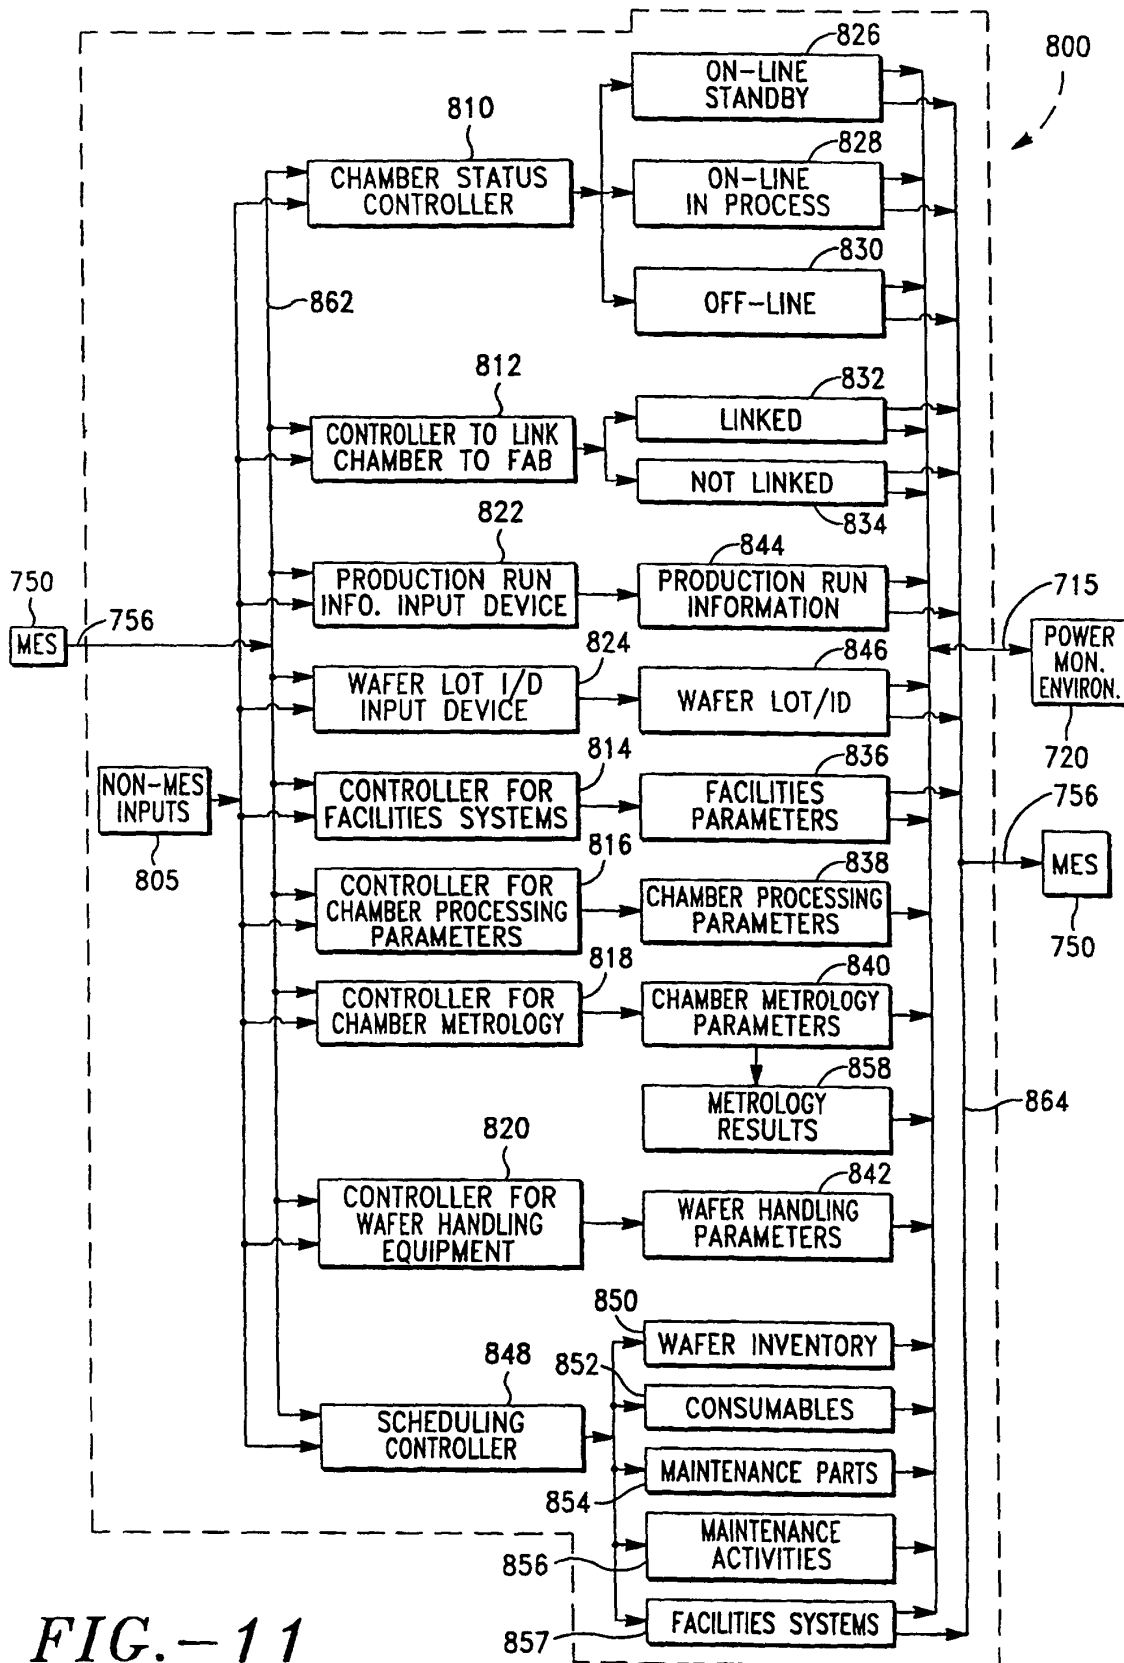 826
800
ON-LINE
STANDBY
810
828
CHAMBER STATUS
CONTROLLER
ON-LINE
IN PROCESS
830
862
OFF-LINE
812
832
CONTROLLER TO LINK
CHAMBER TO FAB
LINKED
NOT LINKED
834
822
844
PRODUCTION RUN
INFO. INPUT DEVICE
PRODUCTION RUN
INFORMATION
750
MES
756
715
POWER
MON.
ENVIRON.
720
824
846
WAFER LOT I/D
INPUT DEVICE
WAFER LOT/ID
NON-MES
INPUTS
805
814
836
CONTROLLER FOR
FACILITIES SYSTEMS
FACILITIES
PARAMETERS
756
MES
750
816
838
CONTROLLER FOR
CHAMBER PROCESSING
PARAMETERS
CHAMBER PROCESSING
PARAMETERS
818
840
CONTROLLER FOR
CHAMBER METROLOGY
CHAMBER METROLOGY
PARAMETERS
858
METROLOGY
RESULTS
864
820
842
CONTROLLER FOR
WAFER HANDLING
EQUIPMENT
WAFER HANDLING
PARAMETERS
850
WAFER INVENTORY
848
852
SCHEDULING
CONTROLLER
CONSUMABLES
MAINTENANCE PARTS
854
MAINTENANCE
ACTIVITIES
856
FACILITIES SYSTEMS
857
FIG.-11